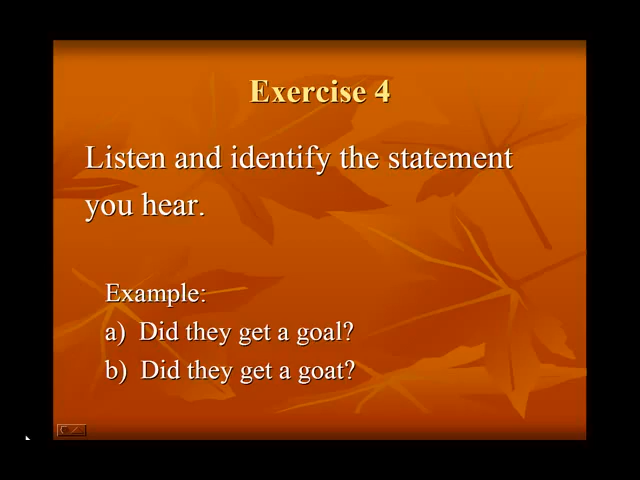 Exercise 4
Listen and identify the statement
you hear.
Example:
a) Did they get a goal?
b) Did they get a goat?